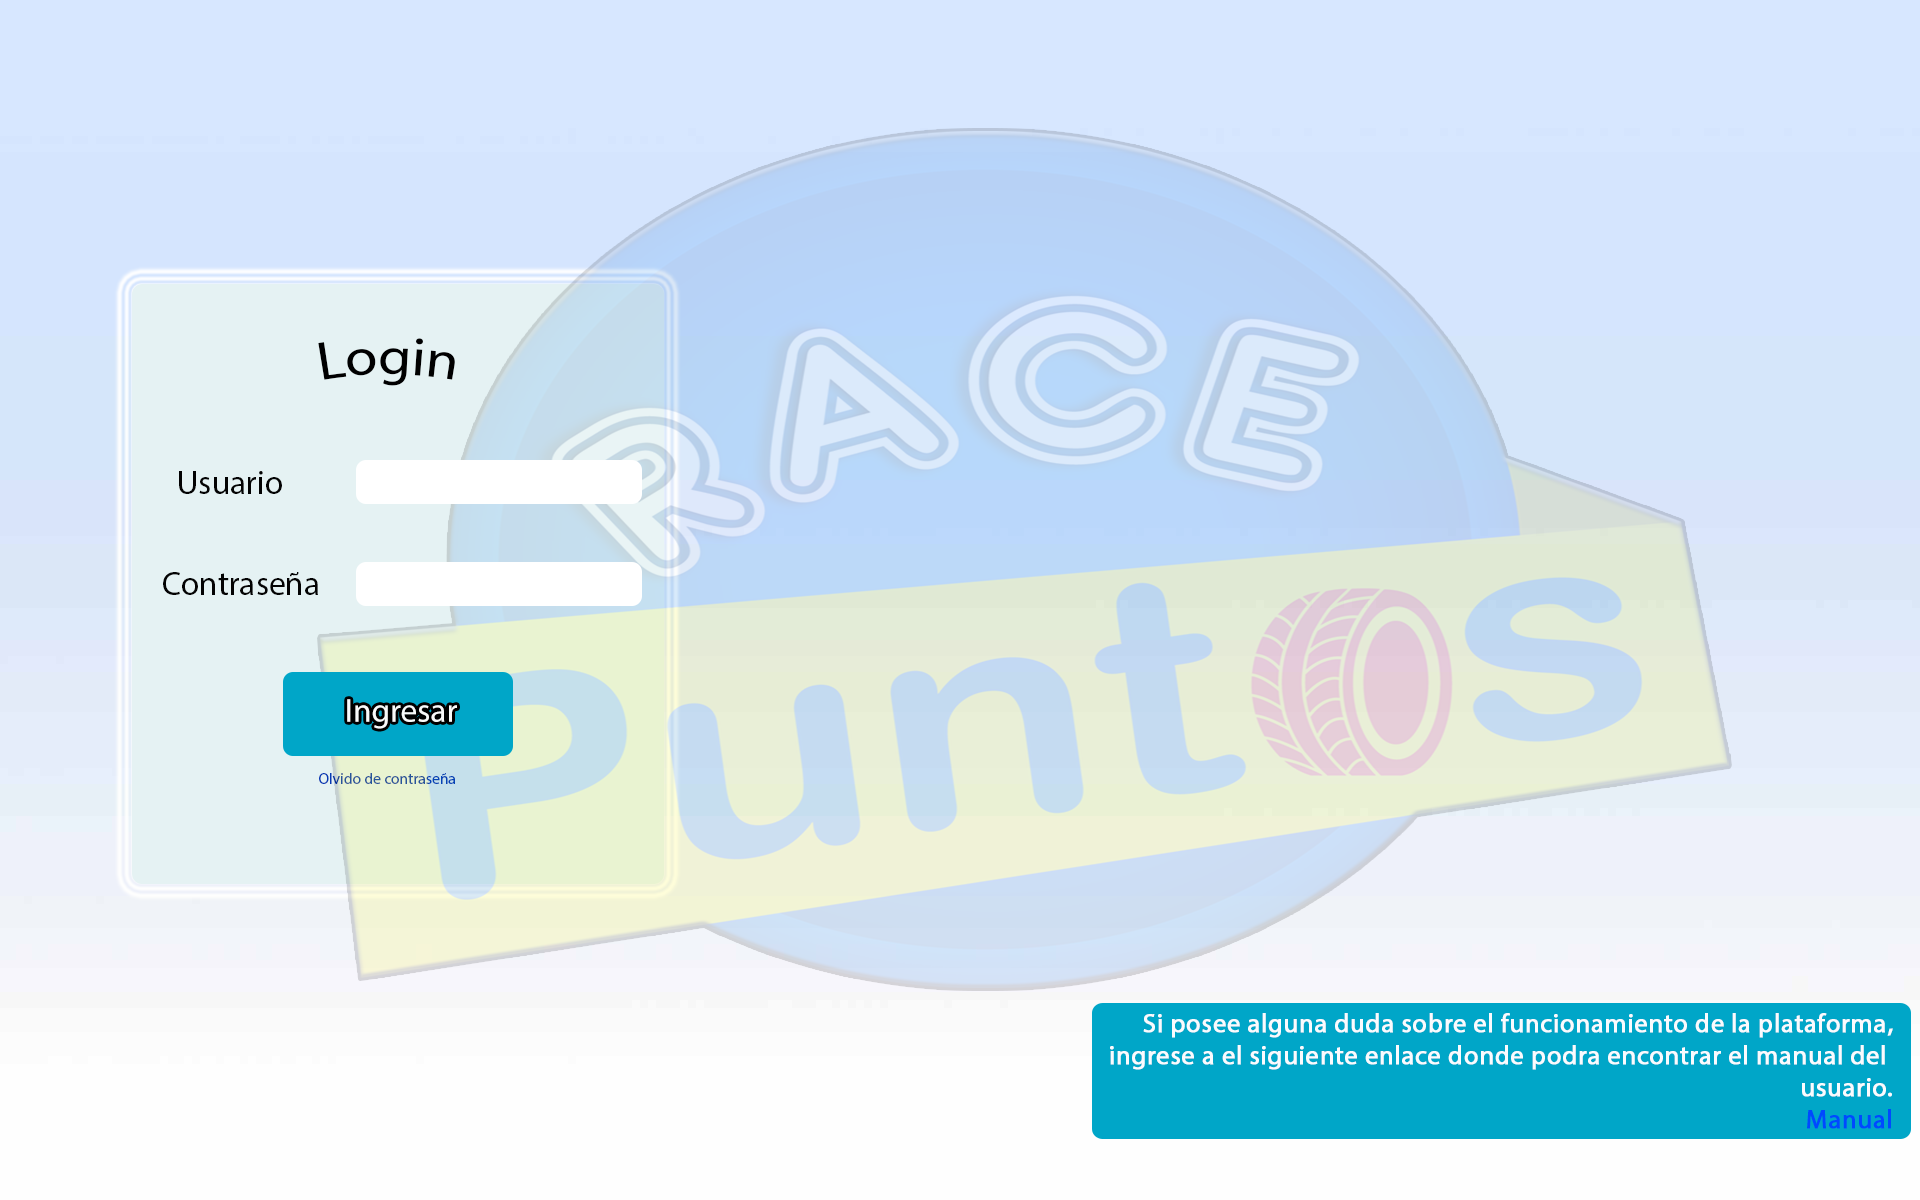 RACE
Puntos
Login
Usuario
Contraseña
Ingresar
Olvido de contraseña
Si posee alguna duda sobre el funcionamiento de la plataforma,
ingrese a el siguiente enlace donde podra encontrar el manual del
usuario.
Manual